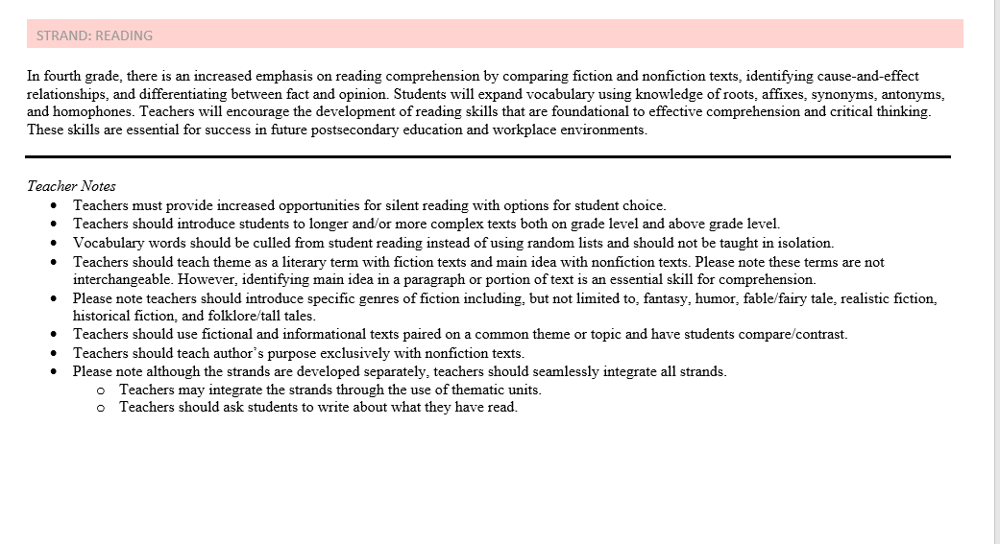 STRAND: READING
In fourth grade, there is an increased emphasis on reading comprehension by comparing fiction and nonfiction texts, identifying cause-and-effect
relationships, and differentiating between fact and opinion. Students will expand vocabulary using knowledge of roots, affixes, synonyms, antonyms,
and homophones. Teachers will encourage the development of reading skills that are foundational to effective comprehension and critical thinking.
These skills are essential for success in future postsecondary education and workplace environments.
Teacher Notes
• Teachers must provide increased opportunities for silent reading with options for student choice.
• Teachers should introduce students to longer and/or more complex texts both on grade level and above grade level.
• Vocabulary words should be culled from student reading instead of using random lists and should not be taught in isolation.
• Teachers should teach theme as a literary term with fiction texts and main idea with nonfiction texts. Please note these terms are not
interchangeable. However, identifying main idea in a paragraph or portion of text is an essential skill for comprehension.
• Please note teachers should introduce specific genres of fiction including, but not limited to, fantasy, humor, fable/fairy tale, realistic fiction,
historical fiction, and folklore/tall tales.
• Teachers should use fictional and informational texts paired on a common theme or topic and have students compare/contrast.
• Teachers should teach author's purpose exclusively with nonfiction texts.
• Please note although the strands are developed separately, teachers should seamlessly integrate all strands.
o Teachers may integrate the strands through the use of thematic units.
o Teachers should ask students to write about what they have read.